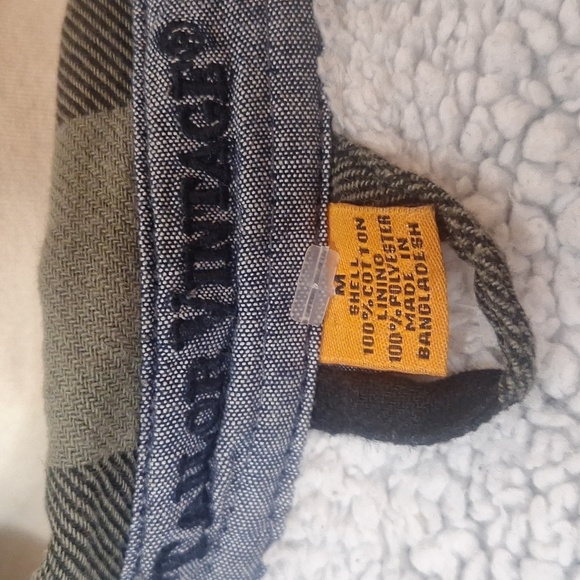 TAILOR VINTAGE®
M
SHELL
100%COTTON
LINING
100%POLYESTER
MADE IN
BANGLADESH